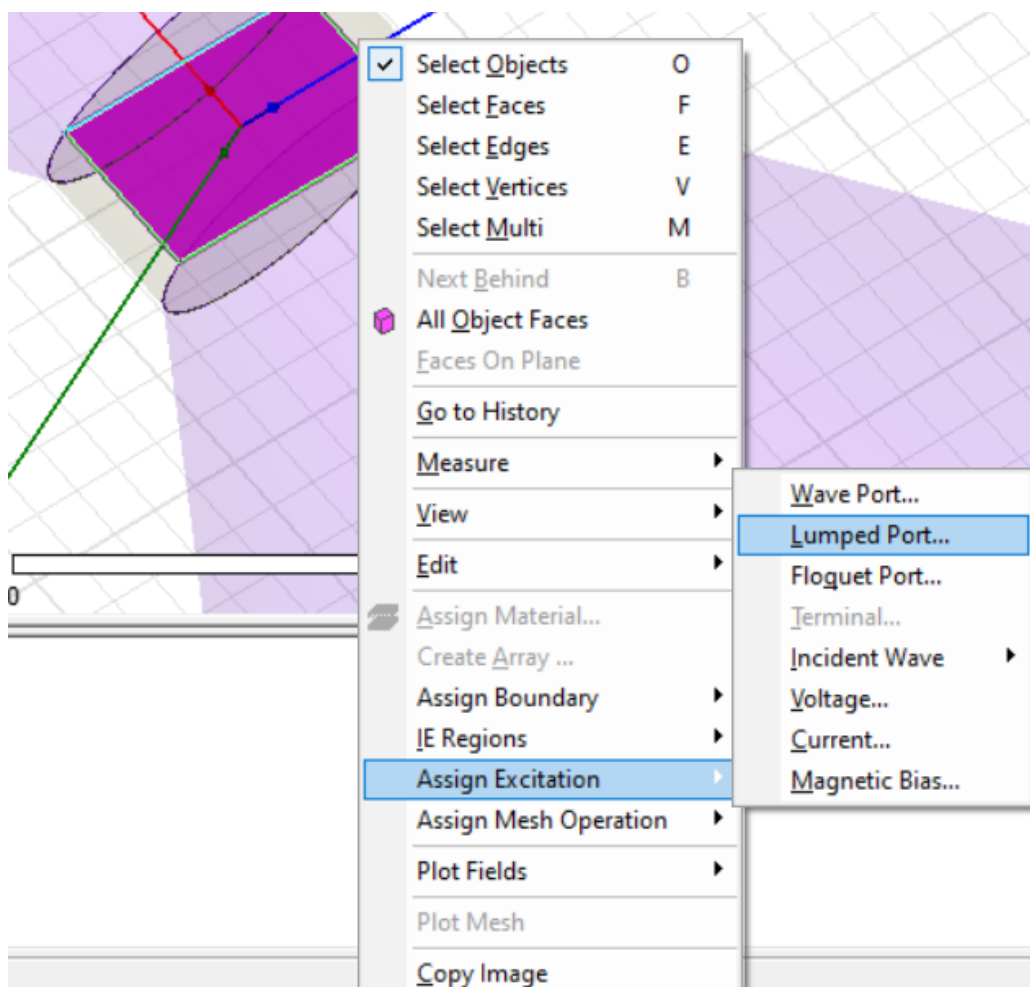 Select Objects O
Select Faces F
Select Edges E
Select Vertices V
Select Multi M
Next Behind B
All Object Faces
Faces On Plane
Go to History
Measure
View
Edit
Assign Material...
Create Array ...
Assign Boundary
IE Regions
Assign Excitation
Assign Mesh Operation
Plot Fields
Plot Mesh
Copy Image
Wave Port...
Lumped Port...
Floquet Port...
Terminal...
Incident Wave
Voltage...
Current...
Magnetic Bias...
0